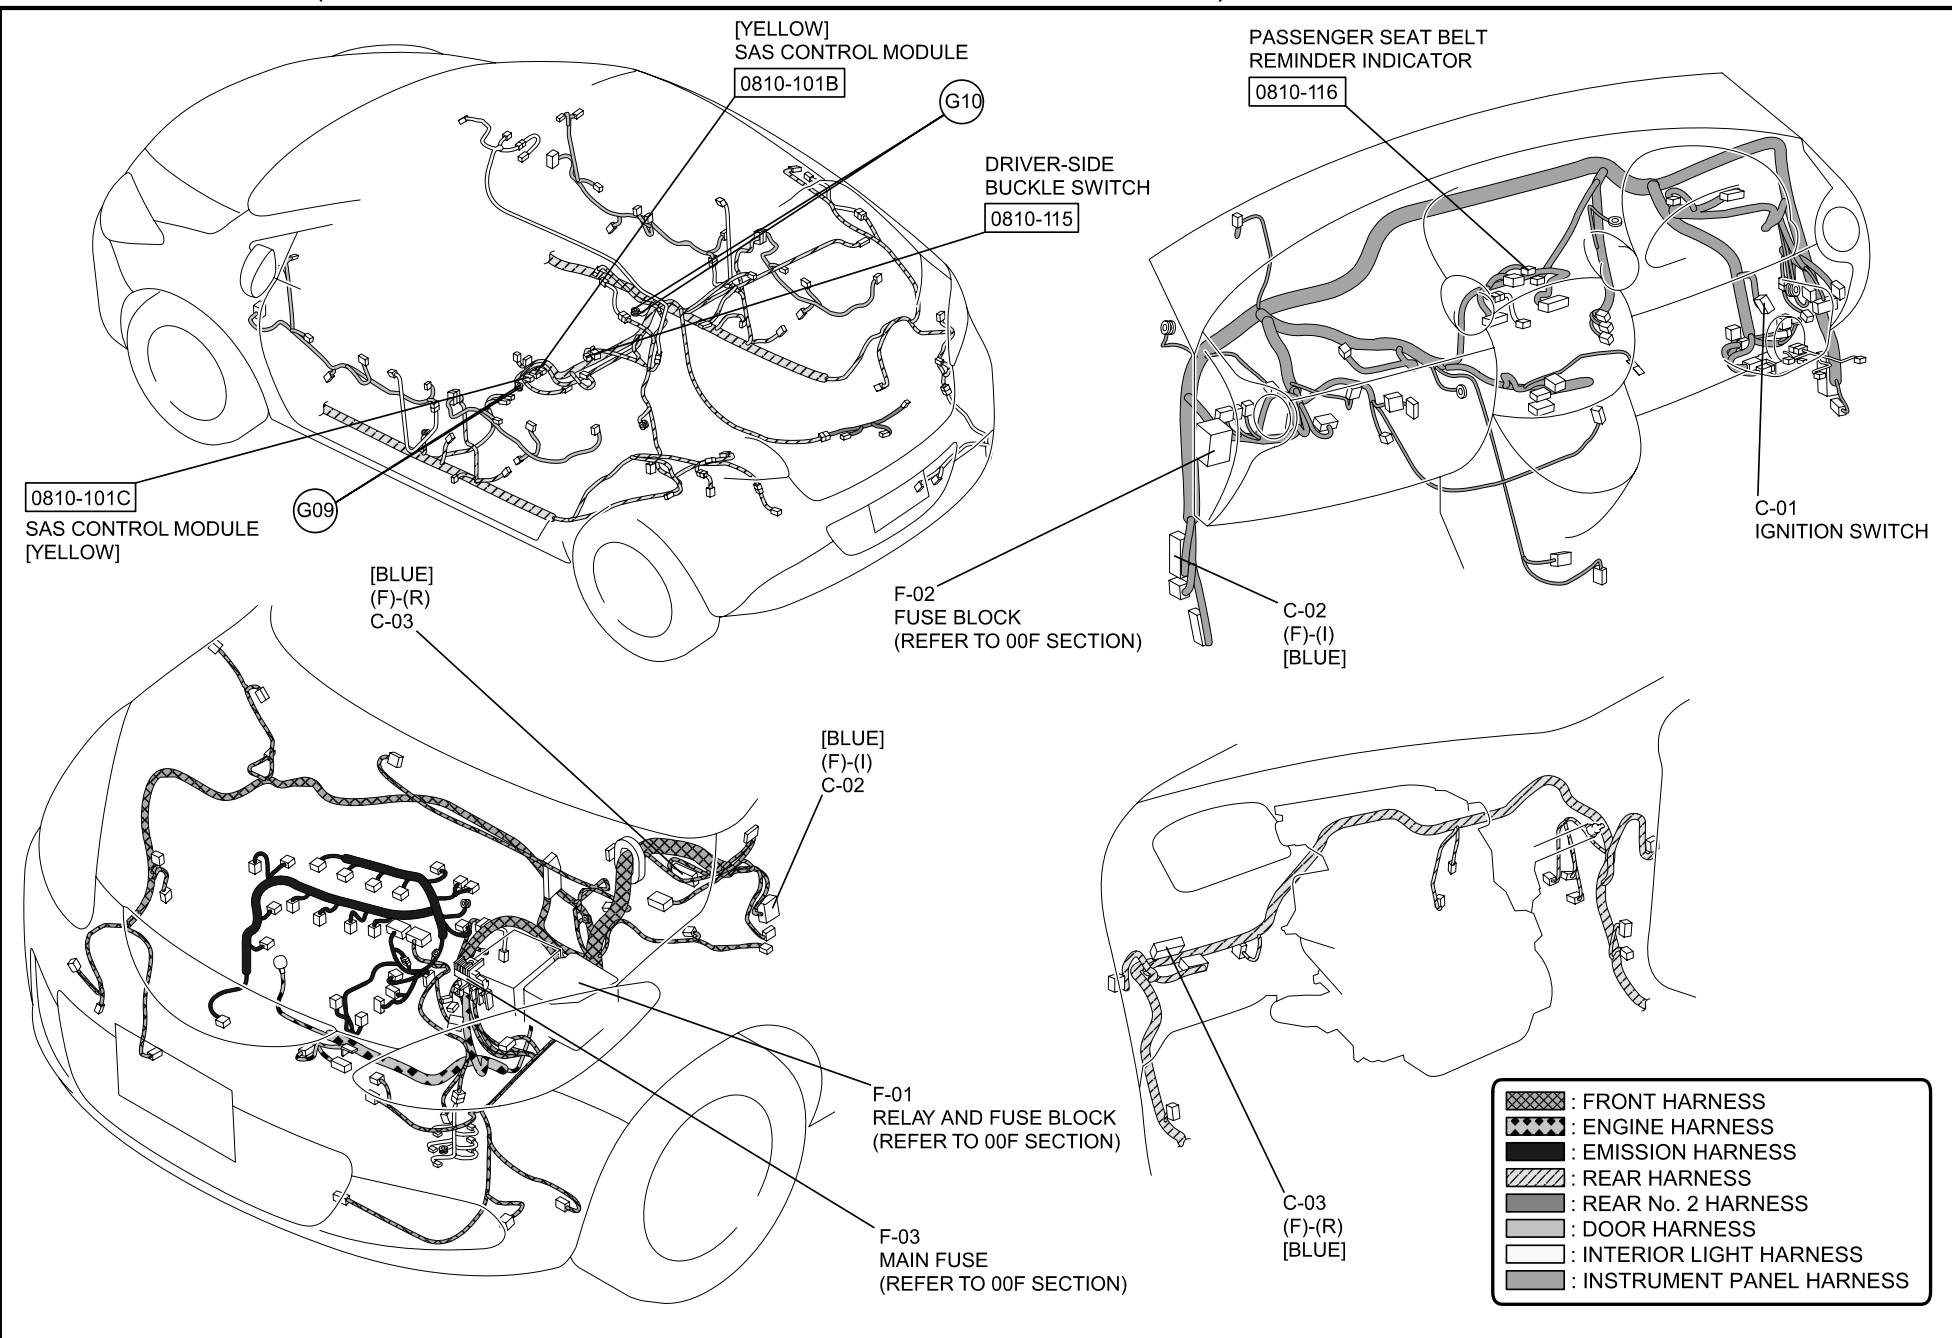 [YELLOW]
SAS CONTROL MODULE
0810-101B
G10
DRIVER-SIDE
BUCKLE SWITCH
0810-115
0810-101C
SAS CONTROL MODULE
[YELLOW]
G09
PASSENGER SEAT BELT
REMINDER INDICATOR
0810-116
C-01
IGNITION SWITCH
F-02
FUSE BLOCK
(REFER TO 00F SECTION)
C-02
(F)-(I)
[BLUE]
[BLUE]
(F)-(R)
C-03
[BLUE]
(F)-(I)
C-02
F-01
RELAY AND FUSE BLOCK
(REFER TO 00F SECTION)
F-03
MAIN FUSE
(REFER TO 00F SECTION)
C-03
(F)-(R)
[BLUE]
: FRONT HARNESS
: ENGINE HARNESS
: EMISSION HARNESS
: REAR HARNESS
: REAR No. 2 HARNESS
: DOOR HARNESS
: INTERIOR LIGHT HARNESS
: INSTRUMENT PANEL HARNESS